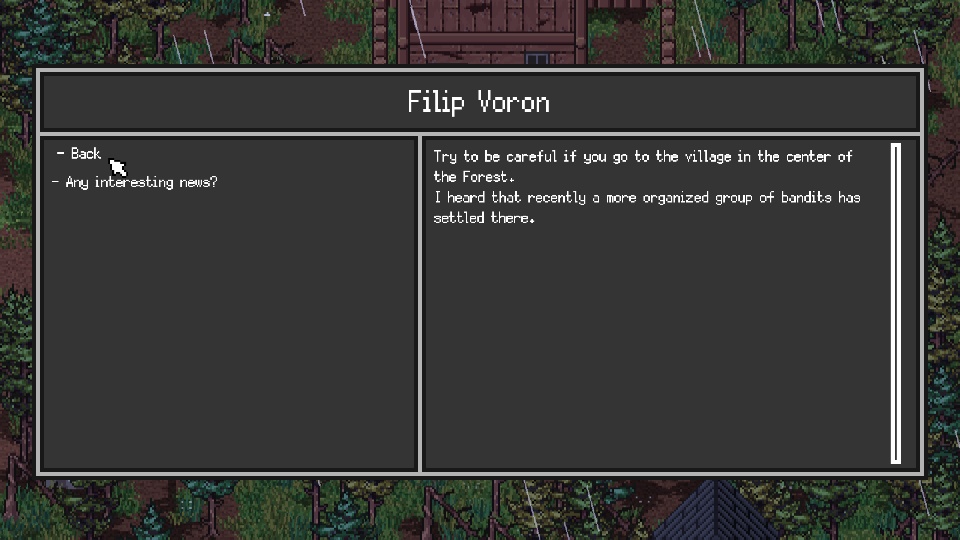 Filip Voron
- Back
- Any interesting news?
Try to be careful if you go to the village in the center of
the Forest.
I heard that recently a more organized group of bandits has
settled there.